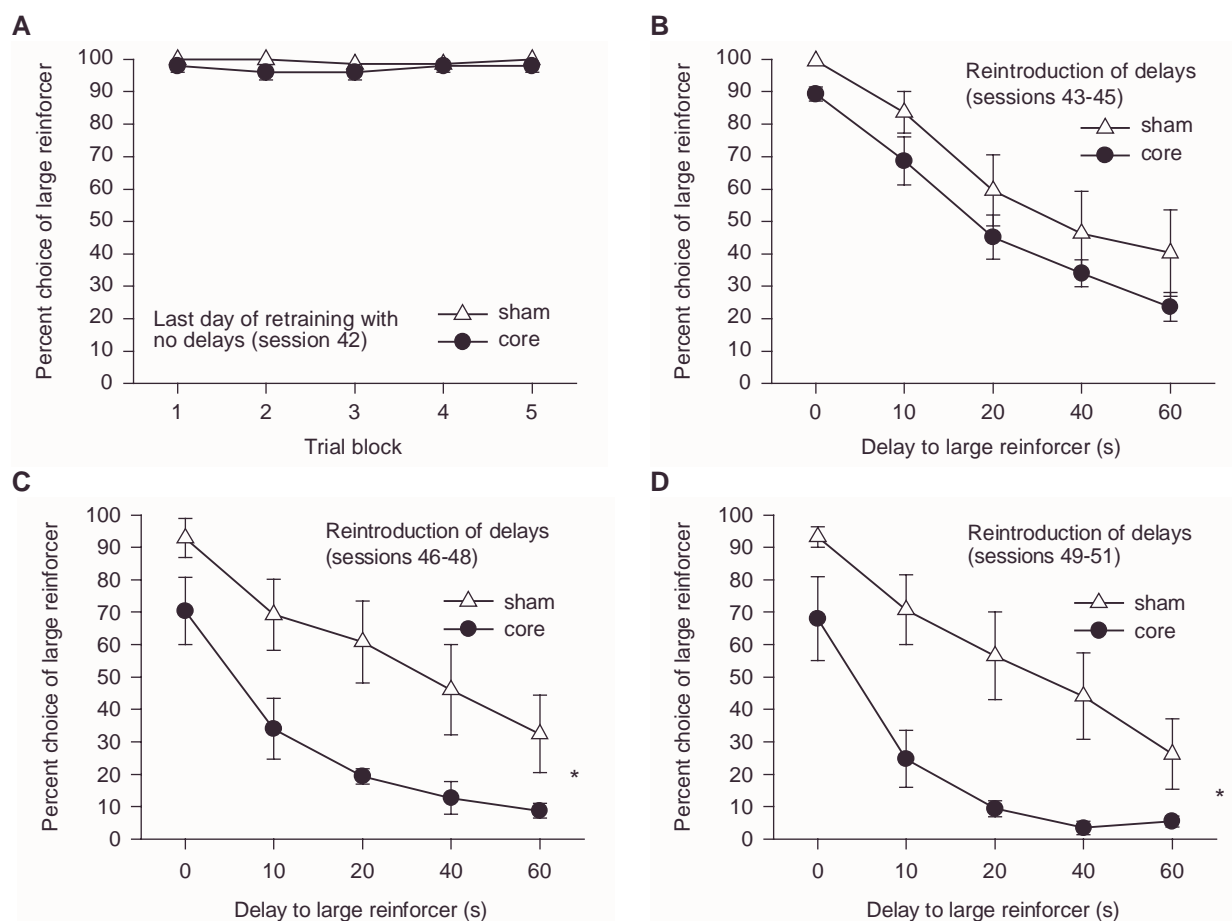 A
Percent choice of large reinforcer
100
90
80
70
60
50
40
30
20
10
0
Last day of retraining with
no delays (session 42)
sham
core
1 2 3 4 5
Trial block
B
Percent choice of large reinforcer
100
90
80
70
60
50
40
30
20
10
0
Reintroduction of delays
(sessions 43-45)
sham
core
0 10 20 40 60
Delay to large reinforcer (s)
C
Percent choice of large reinforcer
100
90
80
70
60
50
40
30
20
10
0
Reintroduction of delays
(sessions 46-48)
sham
core
*
0 10 20 40 60
Delay to large reinforcer (s)
D
Percent choice of large reinforcer
100
90
80
70
60
50
40
30
20
10
0
Reintroduction of delays
(sessions 49-51)
sham
core
*
0 10 20 40 60
Delay to large reinforcer (s)